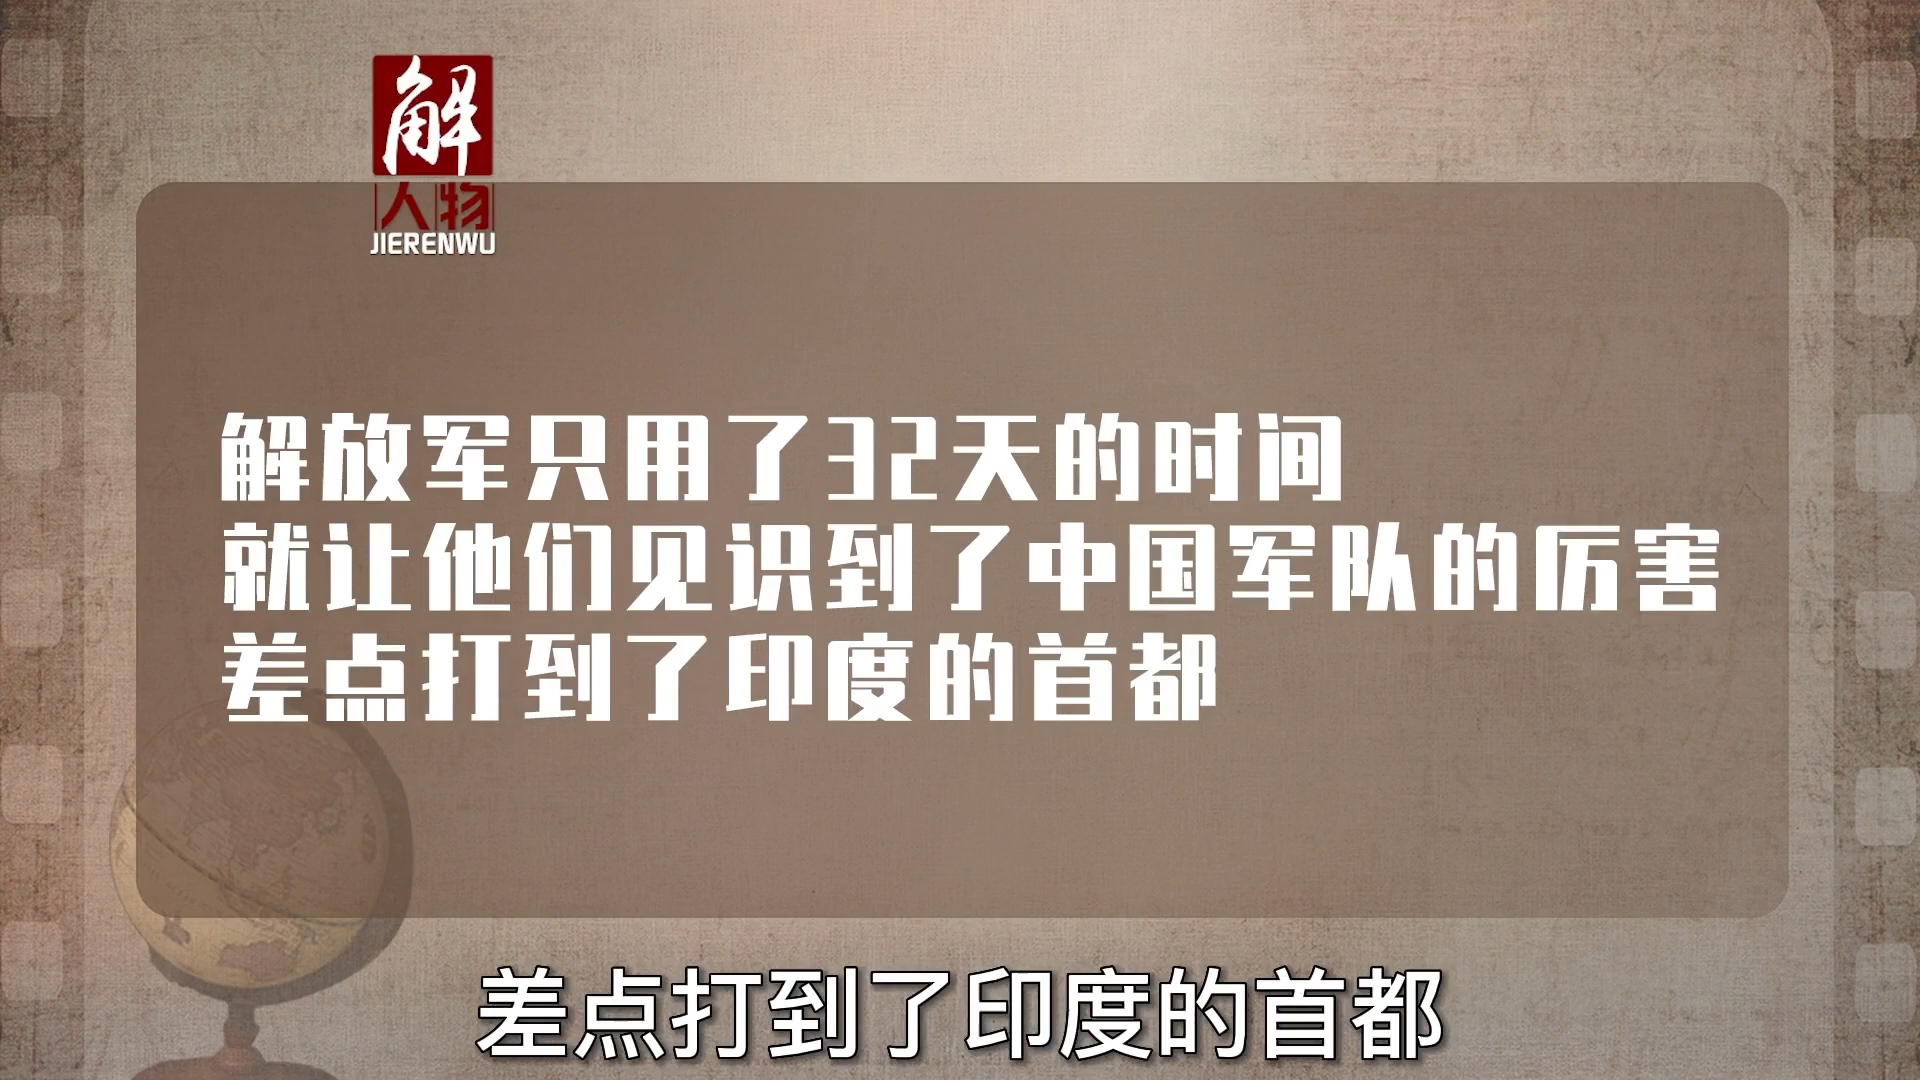 解
人物
JIERENWU
解放军只用了32天的时间
就让他们见识到了中国军队的厉害
差点打到了印度的首都
差点打到了印度的首都